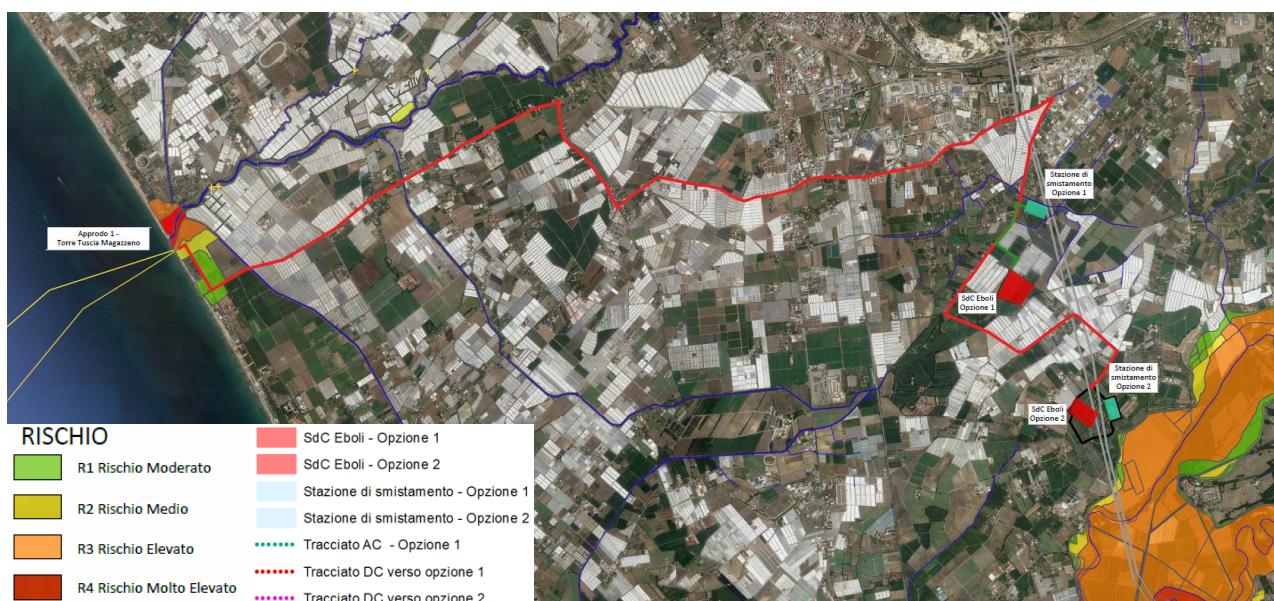 Stazione di
smistamento
Opzione 1
Approdo 1 -
Torre Tuscia Magazzeno
SdC Eboli
Opzione 1
Stazione di
smistamento
Opzione 2
SdC Eboli
Opzione 2
RISCHIO
R1 Rischio Moderato
R2 Rischio Medio
R3 Rischio Elevato
R4 Rischio Molto Elevato
SdC Eboli - Opzione 1
SdC Eboli - Opzione 2
Stazione di smistamento - Opzione 1
Stazione di smistamento - Opzione 2
Tracciato AC - Opzione 1
Tracciato DC verso opzione 1
Tracciato DC verso opzione 2